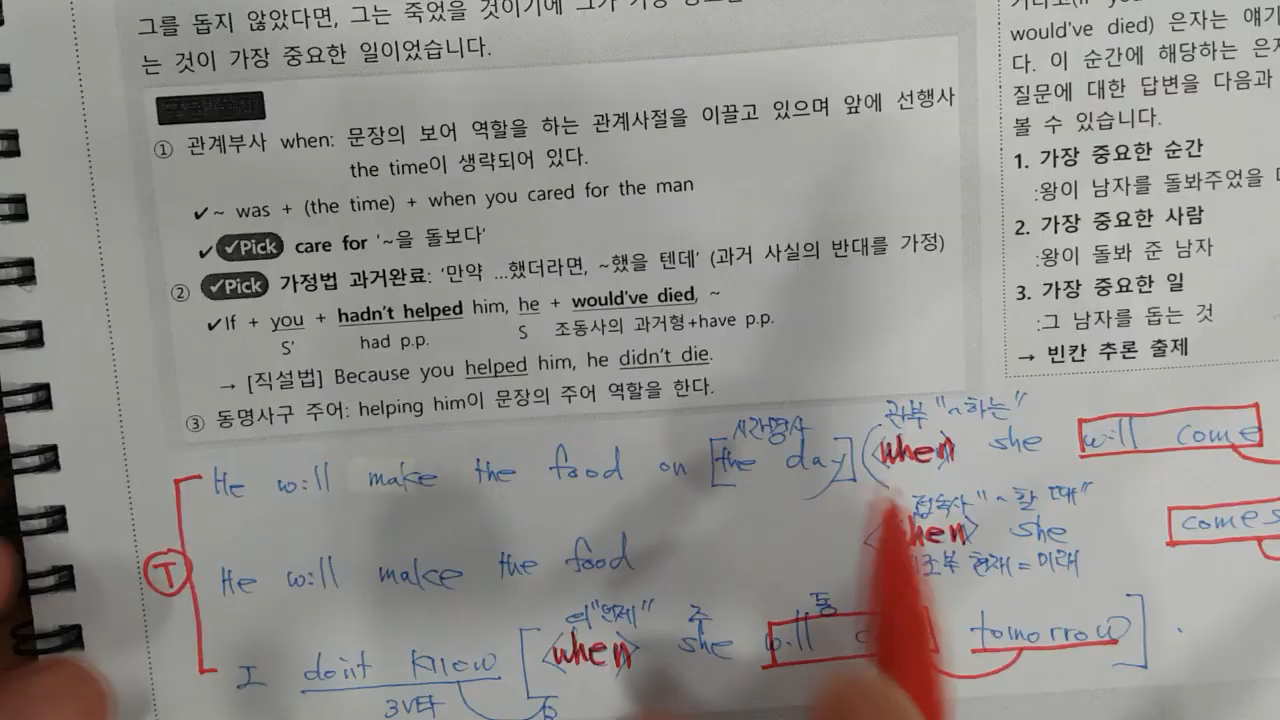 그를 돕지 않았다면, 그는 죽었을 것이기에 그가 가장
는 것이 가장 중요한 일이었습니다.
① 관계부사 when: 문장의 보어 역할을 하는 관계사절을 이끌고 있으며 앞에 선행사
the time이 생략되어 있다.
✓~ was + (the time) + when you cared for the man
✓ ✓Pick care for '~을 돌보다'
② ✓Pick 가정법 과거완료: '만약 ...했더라면, ~했을 텐데' (과거 사실의 반대를 가정)
✓If + you + hadn't helped him, he + would've died, ~
S' had p.p. S 조동사의 과거형+have p.p.
→ [직설법] Because you helped him, he didn't die.
③ 동명사구 주어: helping him이 문장의 주어 역할을 한다.
would've died) 은자는 얘기
다. 이 순간에 해당하는 은자
질문에 대한 답변을 다음과
볼 수 있습니다.
1. 가장 중요한 순간
:왕이 남자를 돌봐주었을
2. 가장 중요한 사람
:왕이 돌봐 준 남자
3. 가장 중요한 일
:그 남자를 돕는 것
→ 빈칸 추론 출제
시간명사 관부 "~하는"
He will make the food on [the day] (when she will come
접속사 "~할 때"
He will make the food when she comes
현재 = 미래
의 "언제" 주 동
I don't know [<when> she will tomorrow].
3V타
T